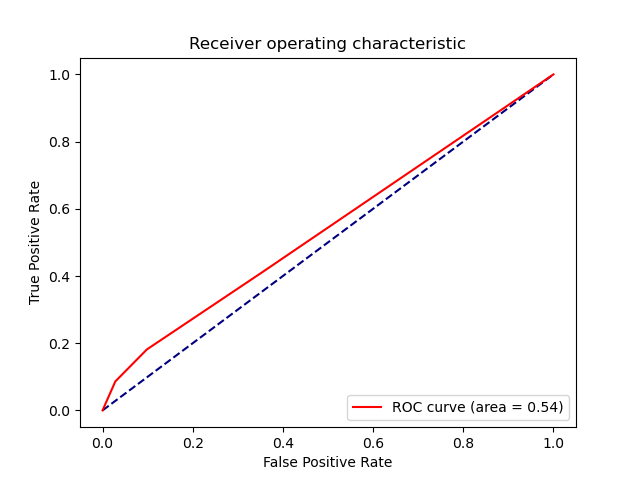 Receiver operating characteristic
1.0
0.8
0.6
0.4
0.2
0.0
True Positive Rate
ROC curve (area = 0.54)
0.0 0.2 0.4 0.6 0.8 1.0
False Positive Rate